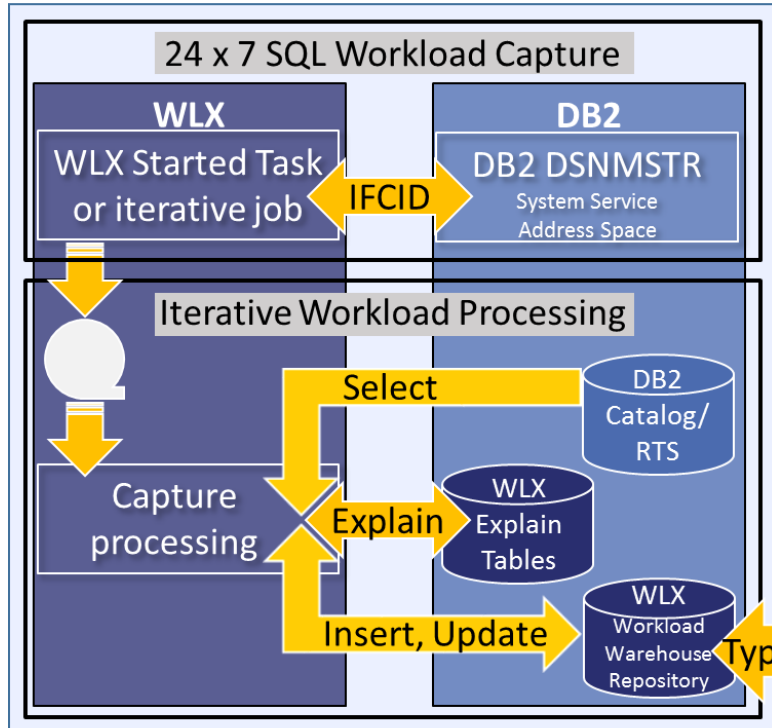 24 x 7 SQL Workload Capture
WLX
DB2
WLX Started Task
or iterative job
IFCID
DB2 DSNMSTR
System Service
Address Space
Iterative Workload Processing
Select
DB2
Catalog/
RTS
Capture
processing
Explain
WLX
Explain
Tables
Insert, Update
WLX
Workload
Warehouse
Repository
Typ